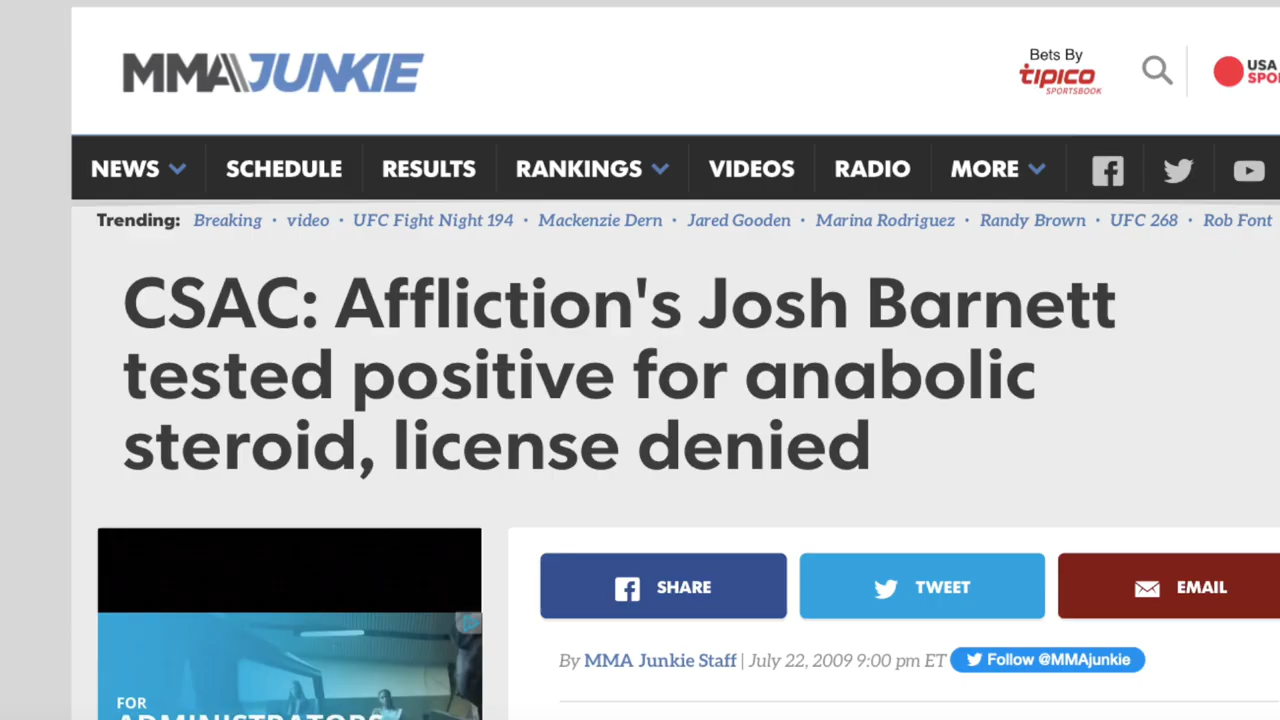 MMAJUNKIE
Bets By
tipico
SPORTSBOOK
USA
SPO
NEWS SCHEDULE RESULTS RANKINGS VIDEOS RADIO MORE
Trending: Breaking · video · UFC Fight Night 194 · Mackenzie Dern · Jared Gooden · Marina Rodriguez · Randy Brown · UFC 268 · Rob Font
CSAC: Affliction's Josh Barnett
tested positive for anabolic
steroid, license denied
SHARE TWEET EMAIL
By MMA Junkie Staff | July 22, 2009 9:00 pm ET Follow @MMAjunkie
FOR
ADMINISTRATORS